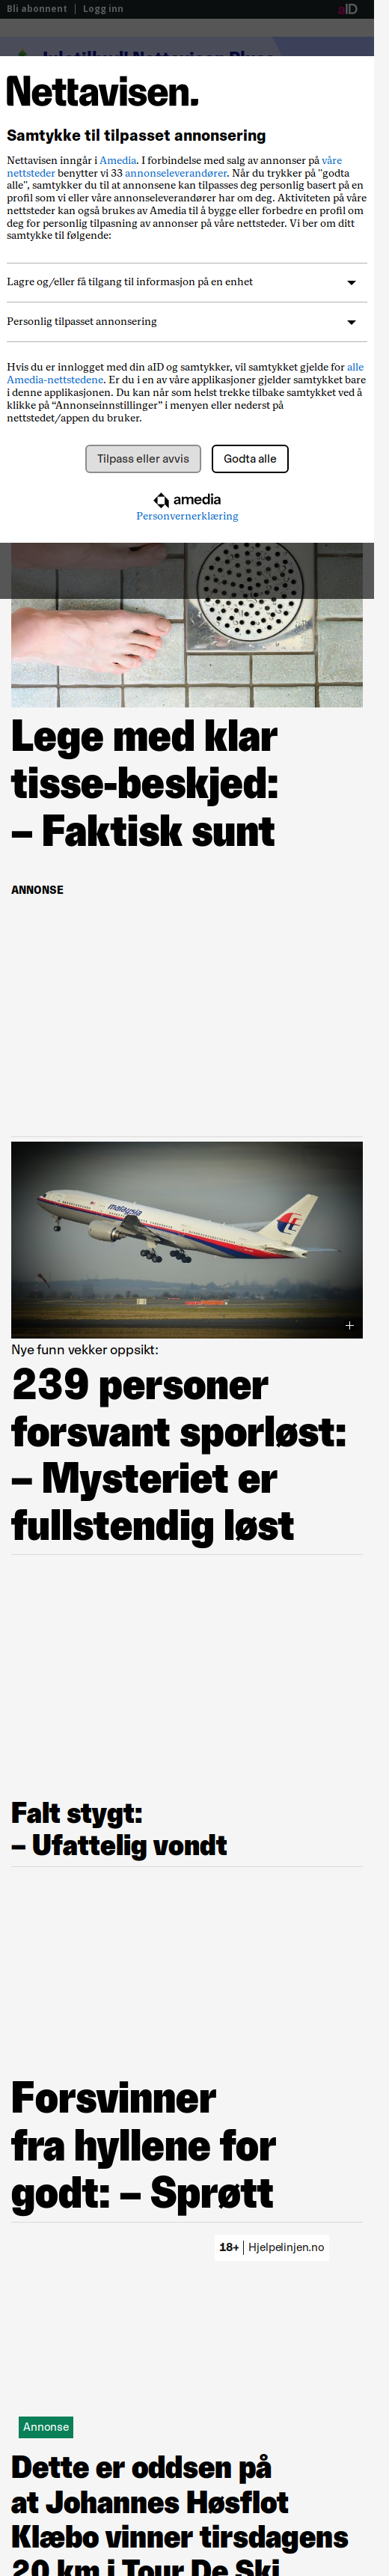 Bli abonnent | Logg inn
aID
Nettavisen.
Samtykke til tilpasset annonsering
Nettavisen inngår i Amedia. I forbindelse med salg av annonser på våre
nettsteder benytter vi 33 annonseleverandører. Når du trykker på "godta
alle", samtykker du til at annonsene kan tilpasses deg personlig basert på en
profil som vi eller våre annonseleverandører har om deg. Aktiviteten på våre
nettsteder kan også brukes av Amedia til å bygge eller forbedre en profil om
deg for personlig tilpasning av annonser på våre nettsteder. Vi ber om ditt
samtykke til følgende:
Lagre og/eller få tilgang til informasjon på en enhet
Personlig tilpasset annonsering
Hvis du er innlogget med din aID og samtykker, vil samtykket gjelde for alle
Amedia-nettstedene. Er du i en av våre applikasjoner gjelder samtykket bare
i denne applikasjonen. Du kan når som helst trekke tilbake samtykket ved å
klikke på “Annonseinnstillinger” i menyen eller nederst på
nettstedet/appen du bruker.
Tilpass eller avvis
Godta alle
amedia
Personvernerklæring
Lege med klar
tisse-beskjed:
– Faktisk sunt
ANNONSE
malaysia
Nye funn vekker oppsikt:
239 personer
forsvant sporløst:
– Mysteriet er
fullstendig løst
Falt stygt:
– Ufattelig vondt
Forsvinner
fra hyllene for
godt: – Sprøtt
18+ | Hjelpelinjen.no
Annonse
Dette er oddsen på
at Johannes Høsflot
Klæbo vinner tirsdagens
20 km i Tour De Ski